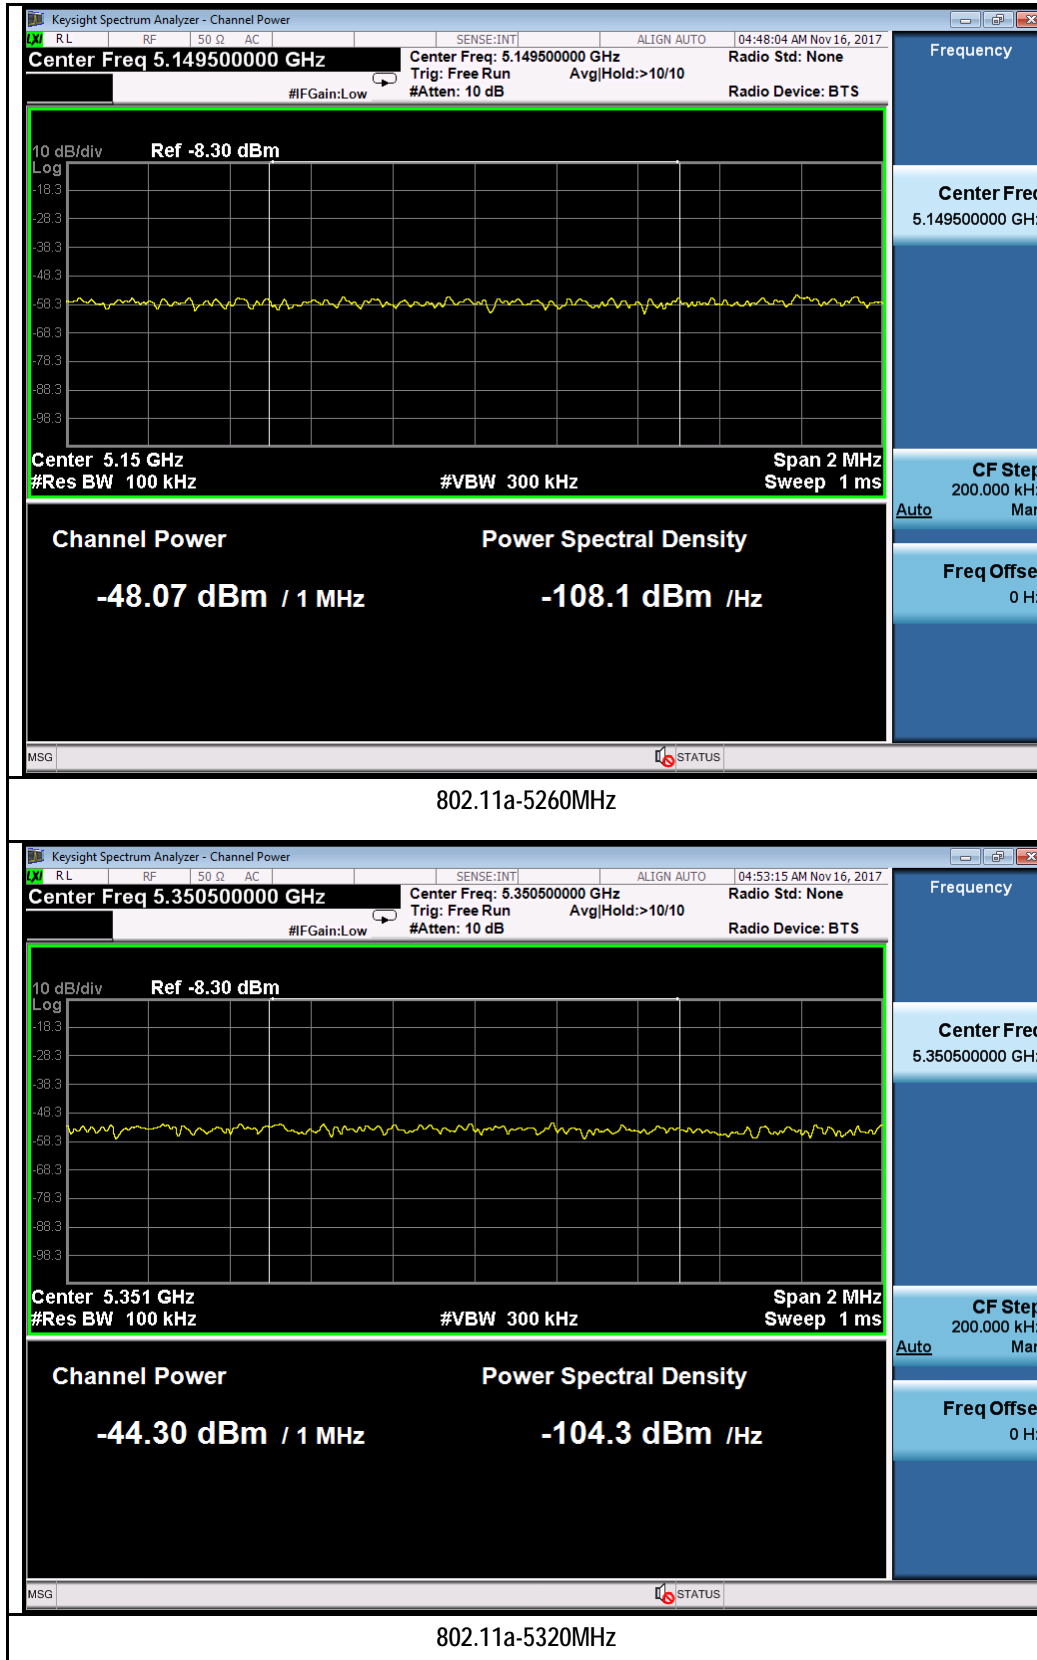 Keysight Spectrum Analyzer - Channel Power
LXI RL RF 50 Ω AC SENSE:INT ALIGN AUTO 04:48:04 AM Nov 16, 2017
Center Freq 5.149500000 GHz
Center Freq: 5.149500000 GHz Radio Std: None
Trig: Free Run Avg|Hold:>10/10
#IFGain:Low #Atten: 10 dB Radio Device: BTS
Frequency
10 dB/div Ref -8.30 dBm
Log
-18.3
-28.3
-38.3
-48.3
-58.3
-68.3
-78.3
-88.3
-98.3
Center 5.15 GHz Span 2 MHz
#Res BW 100 kHz #VBW 300 kHz Sweep 1 ms
Center Freq
5.149500000 GHz
CF Step
200.000 kHz
Auto Man
Freq Offset
0 Hz
Channel Power Power Spectral Density
-48.07 dBm / 1 MHz -108.1 dBm /Hz
MSG STATUS
802.11a-5260MHz
Keysight Spectrum Analyzer - Channel Power
LXI RL RF 50 Ω AC SENSE:INT ALIGN AUTO 04:53:15 AM Nov 16, 2017
Center Freq 5.350500000 GHz
Center Freq: 5.350500000 GHz Radio Std: None
Trig: Free Run Avg|Hold:>10/10
#IFGain:Low #Atten: 10 dB Radio Device: BTS
Frequency
10 dB/div Ref -8.30 dBm
Log
-18.3
-28.3
-38.3
-48.3
-58.3
-68.3
-78.3
-88.3
-98.3
Center 5.351 GHz Span 2 MHz
#Res BW 100 kHz #VBW 300 kHz Sweep 1 ms
Center Freq
5.350500000 GHz
CF Step
200.000 kHz
Auto Man
Freq Offset
0 Hz
Channel Power Power Spectral Density
-44.30 dBm / 1 MHz -104.3 dBm /Hz
MSG STATUS
802.11a-5320MHz